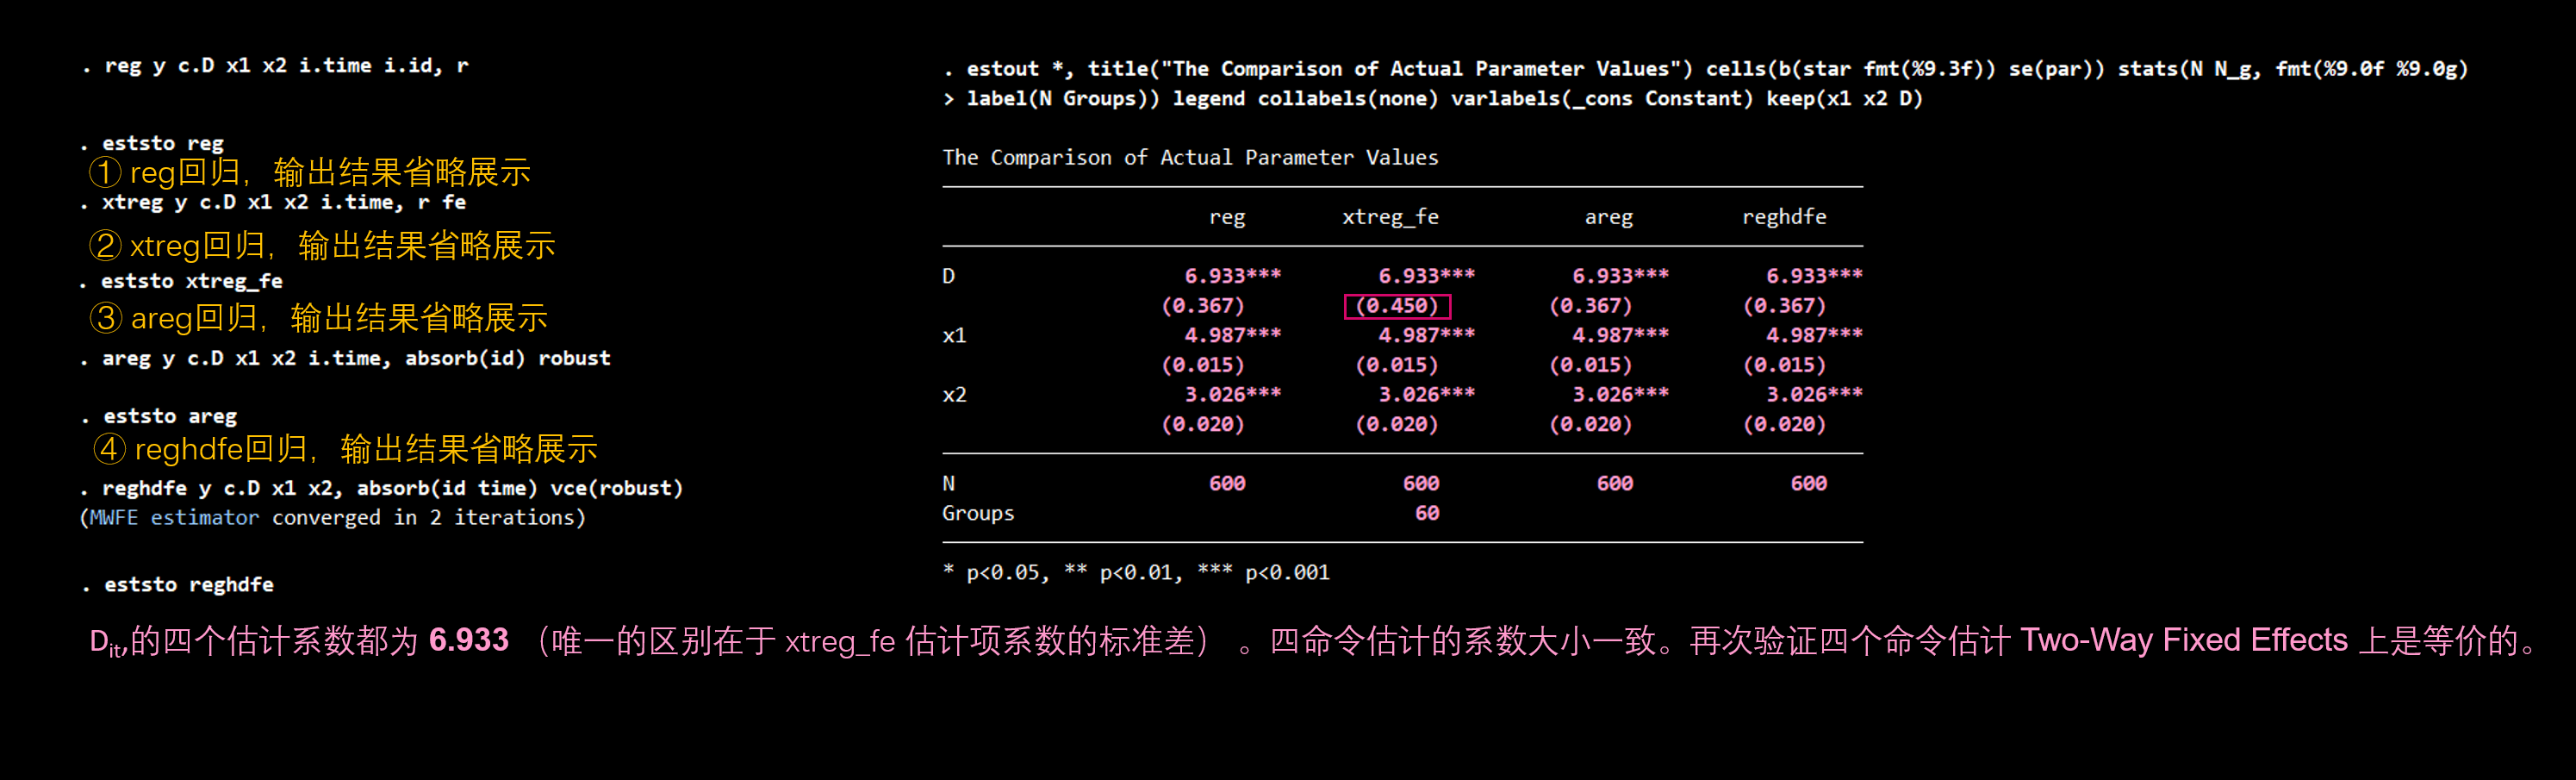 . reg y c.D x1 x2 i.time i.id, r
. eststo reg
① reg回归，输出结果省略展示
. xtreg y c.D x1 x2 i.time, r fe
② xtreg回归，输出结果省略展示
. eststo xtreg_fe
③ areg回归，输出结果省略展示
. areg y c.D x1 x2 i.time, absorb(id) robust
. eststo areg
④ reghdfe回归，输出结果省略展示
. reghdfe y c.D x1 x2, absorb(id time) vce(robust)
(MWFE estimator converged in 2 iterations)
. eststo reghdfe
. estout *, title("The Comparison of Actual Parameter Values") cells(b(star fmt(%9.3f)) se(par)) stats(N N_g, fmt(%9.0f %9.0g)
> label(N Groups)) legend collabels(none) varlabels(_cons Constant) keep(x1 x2 D)
The Comparison of Actual Parameter Values
reg xtreg_fe areg reghdfe
D 6.933*** 6.933*** 6.933*** 6.933***
(0.367) (0.450) (0.367) (0.367)
x1 4.987*** 4.987*** 4.987*** 4.987***
(0.015) (0.015) (0.015) (0.015)
x2 3.026*** 3.026*** 3.026*** 3.026***
(0.020) (0.020) (0.020) (0.020)
N 600 600 600 600
Groups 60
* p<0.05, ** p<0.01, *** p<0.001
Dit,的四个估计系数都为 6.933 （唯一的区别在于 xtreg_fe 估计项系数的标准差） 。四命令估计的系数大小一致。再次验证四个命令估计 Two-Way Fixed Effects 上是等价的。